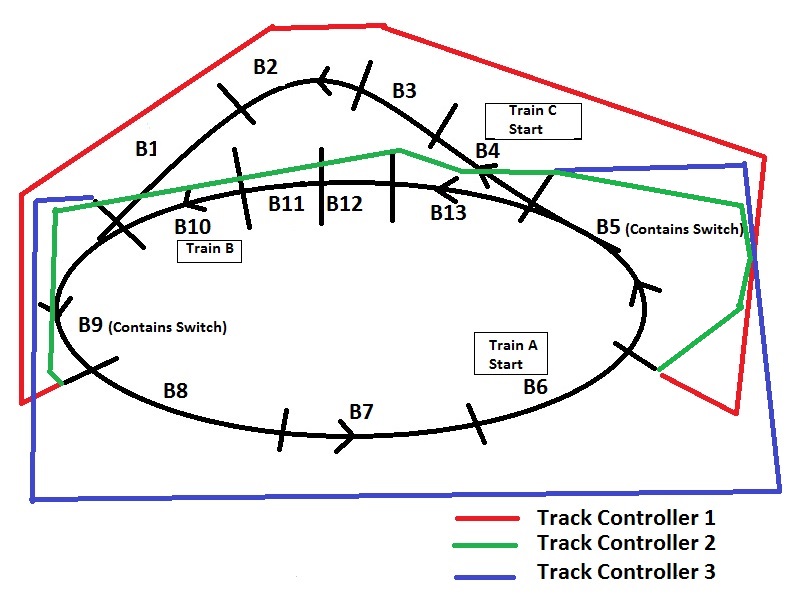 B2
B3
Train C
Start
B1
B4
B11
B12
B13
B10
B5 (Contains Switch)
Train B
B9 (Contains Switch)
Train A
Start
B6
B8
B7
Track Controller 1
Track Controller 2
Track Controller 3